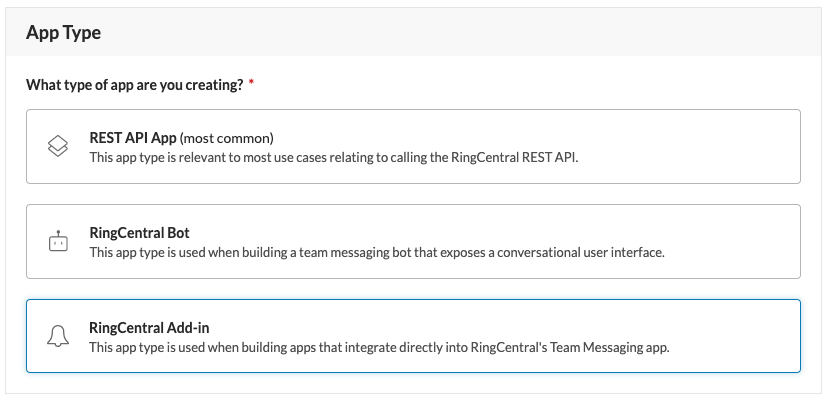 App Type
What type of app are you creating? *
REST API App (most common)
This app type is relevant to most use cases relating to calling the RingCentral REST API.
RingCentral Bot
This app type is used when building a team messaging bot that exposes a conversational user interface.
RingCentral Add-in
This app type is used when building apps that integrate directly into RingCentral's Team Messaging app.